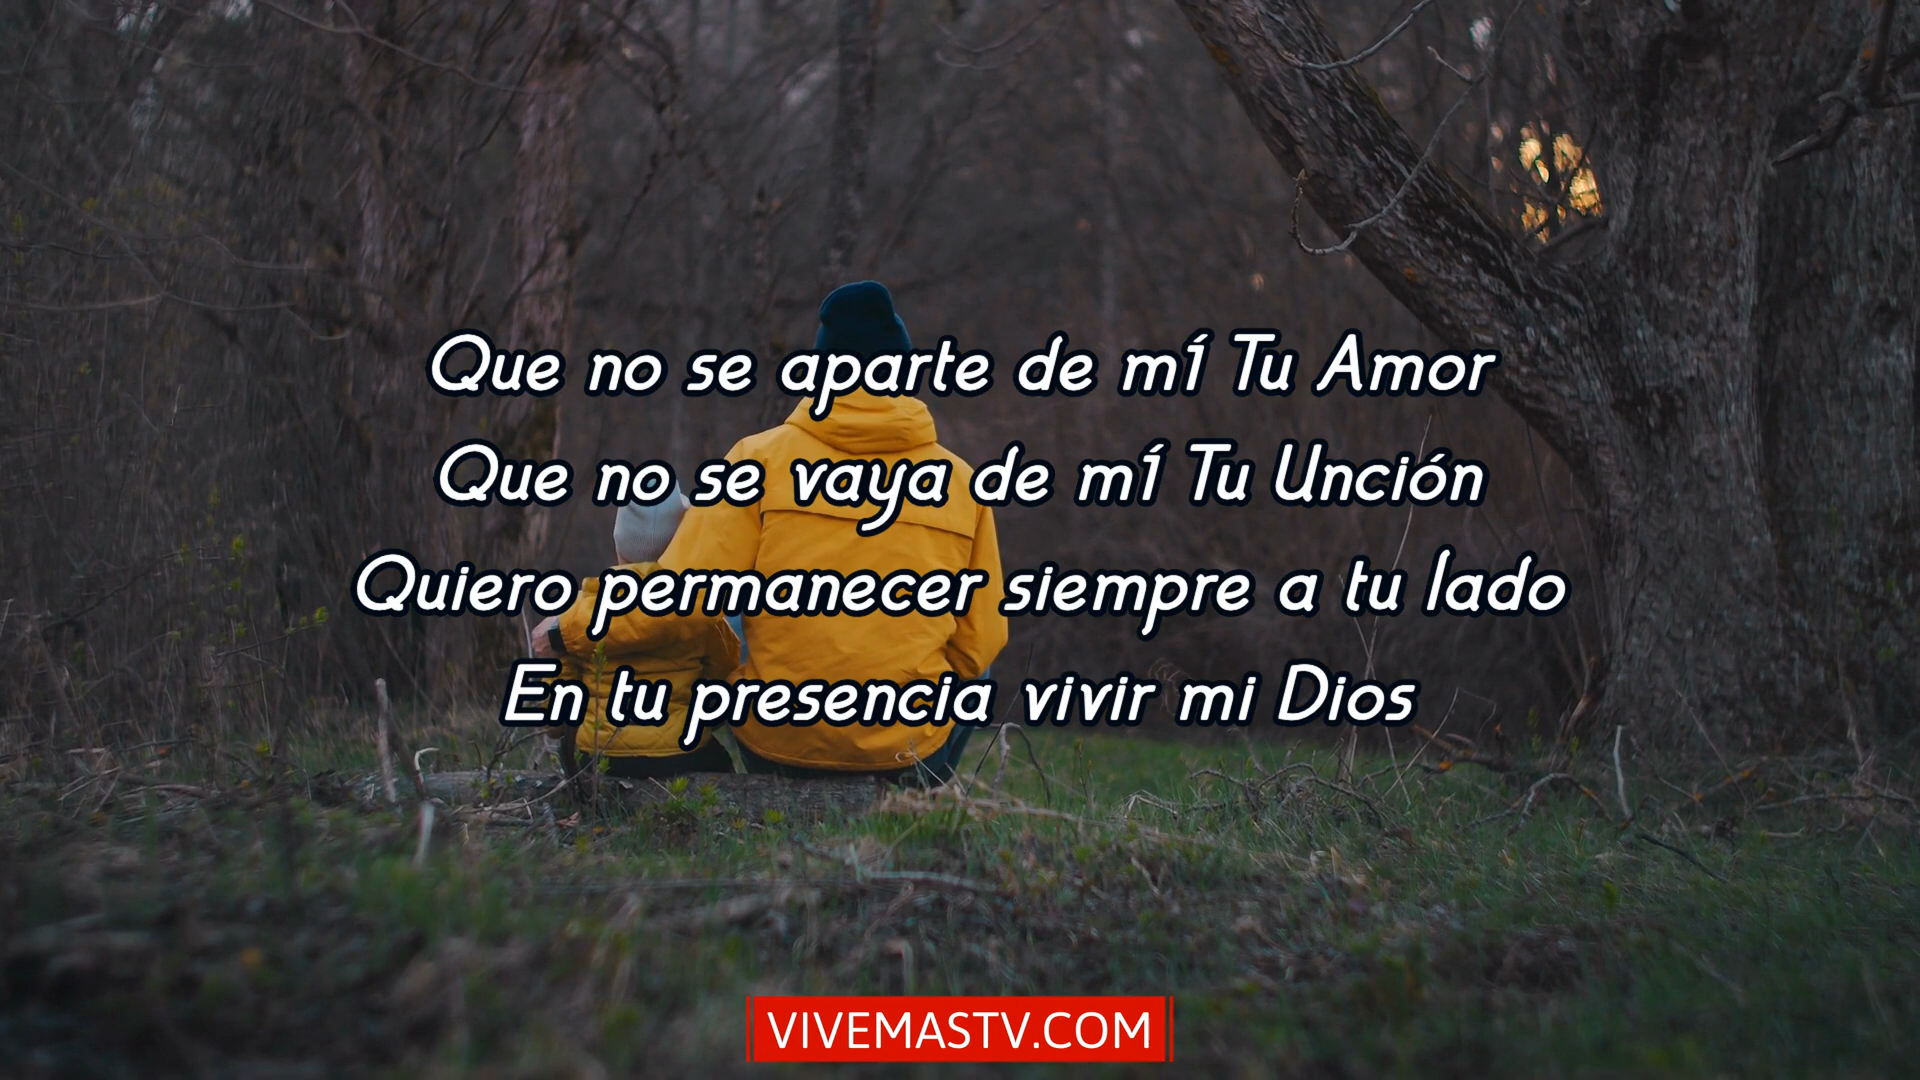 Que no se aparte de mí Tu Amor
Que no se vaya de mí Tu Unción
Quiero permanecer siempre a tu lado
En tu presencia vivir mi Dios
VIVEMASTV.COM